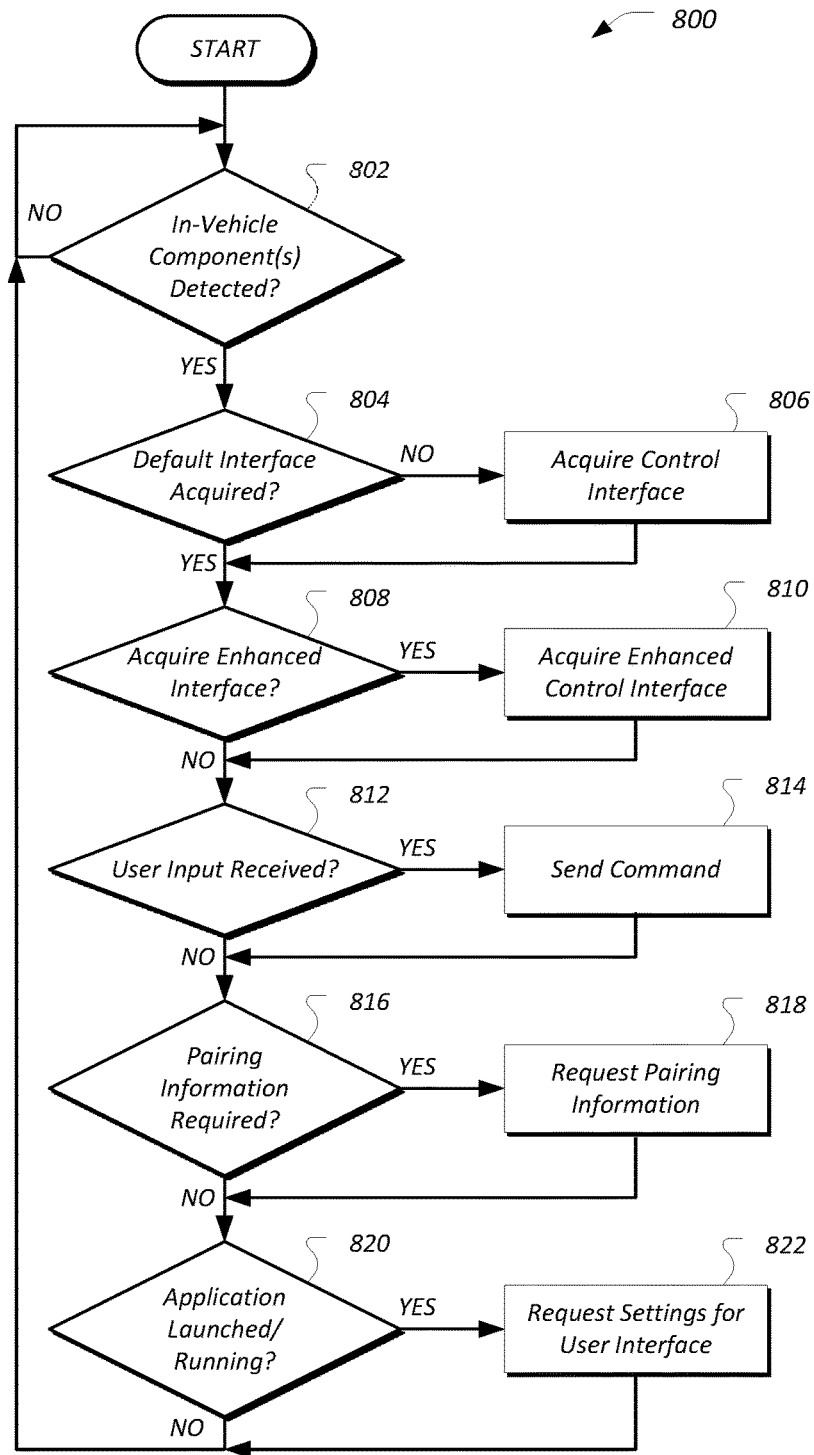 800
START
802
NO
In-Vehicle
Component(s)
Detected?
YES
804
Default Interface
Acquired?
NO
806
Acquire Control
Interface
YES
808
Acquire Enhanced
Interface?
YES
810
Acquire Enhanced
Control Interface
NO
812
User Input Received?
YES
814
Send Command
NO
816
Pairing
Information
Required?
YES
818
Request Pairing
Information
NO
820
Application
Launched/
Running?
YES
822
Request Settings for
User Interface
NO